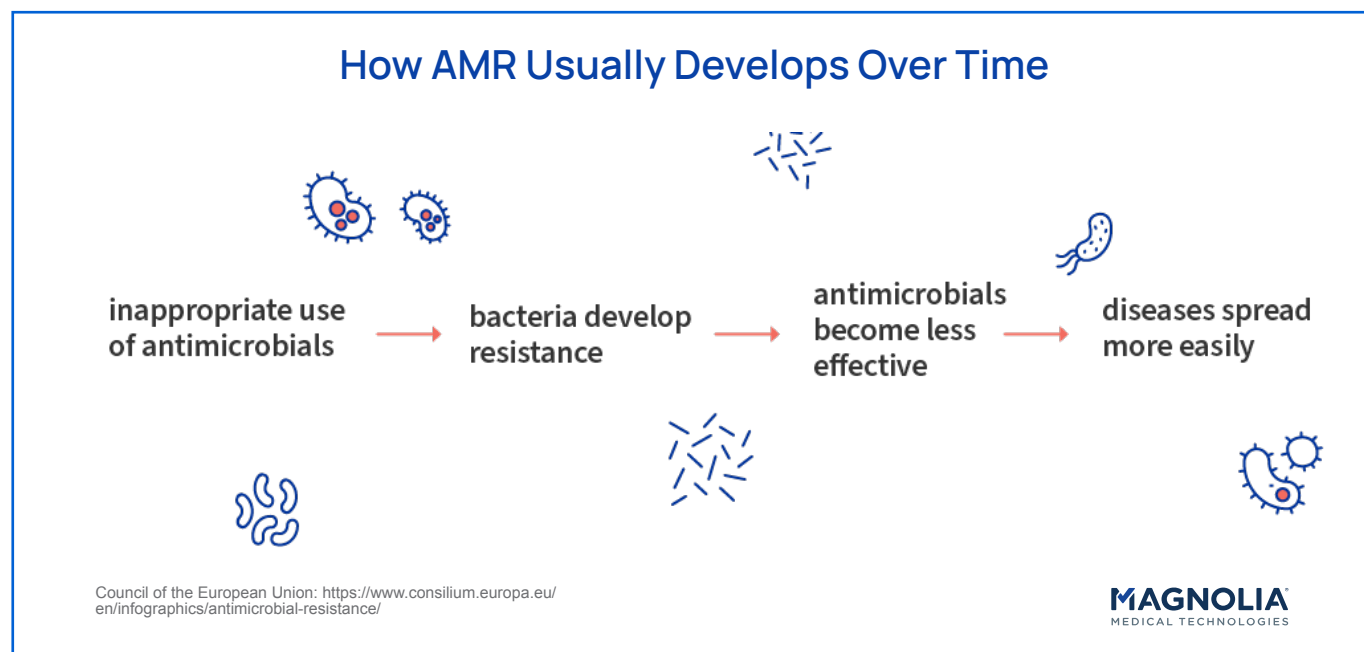 How AMR Usually Develops Over Time
inappropriate use
of antimicrobials
bacteria develop
resistance
antimicrobials
become less
effective
diseases spread
more easily
Council of the European Union: https://www.consilium.europa.eu/
en/infographics/antimicrobial-resistance/
MAGNOLIA
MEDICAL TECHNOLOGIES